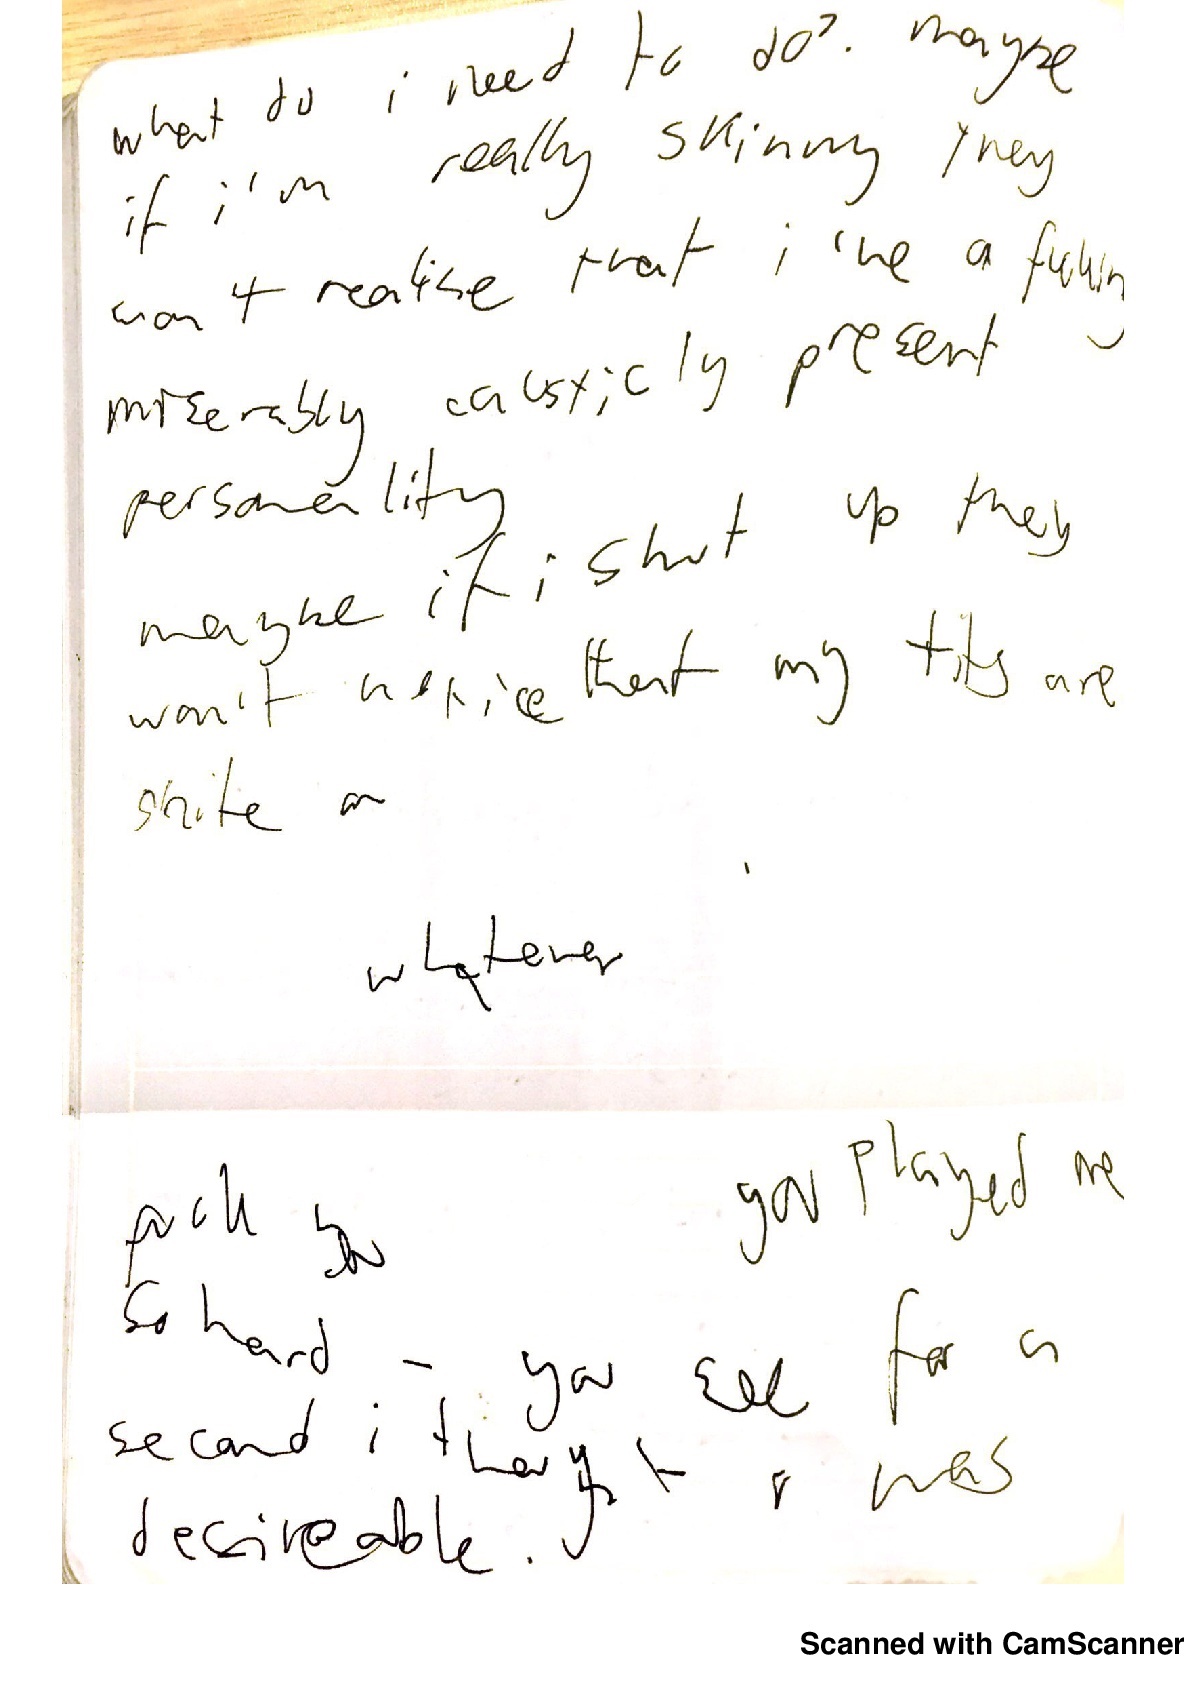 what do i need to do?. maybe
if i'm really skinny they
won't realise that i 've a fuckin
miserably causticly present
personality
maybe if i shut up they
won't notice that my tits are
shite
whatever
fuck you you played me
so hard - you see for a
second i thought i was
desireable.
Scanned with CamScanner